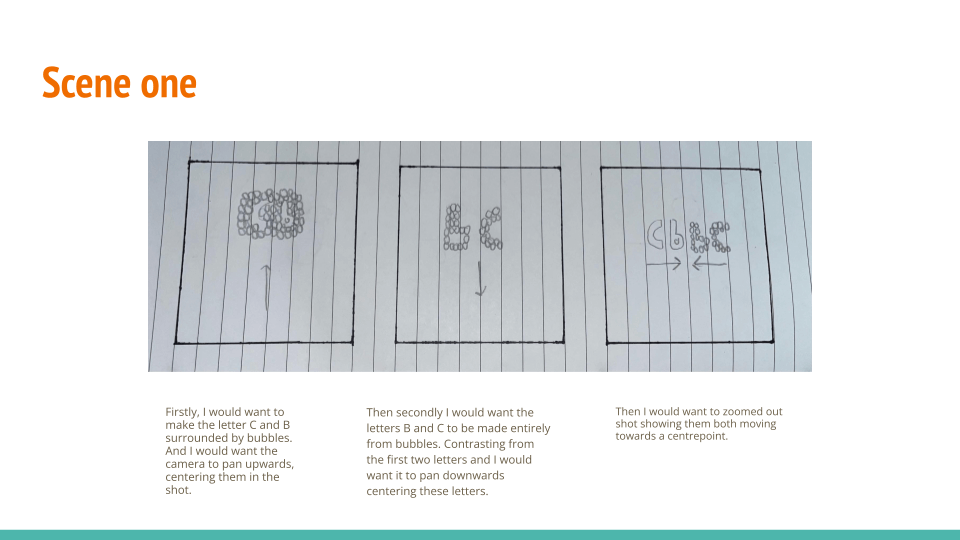 Scene one
CB
bC
CbbC
Firstly, I would want to
make the letter C and B
surrounded by bubbles.
And I would want the
camera to pan upwards,
centering them in the
shot.
Then secondly I would want the
letters B and C to be made entirely
from bubbles. Contrasting from
the first two letters and I would
want it to pan downwards
centering these letters.
Then I would want to zoomed out
shot showing them both moving
towards a centrepoint.